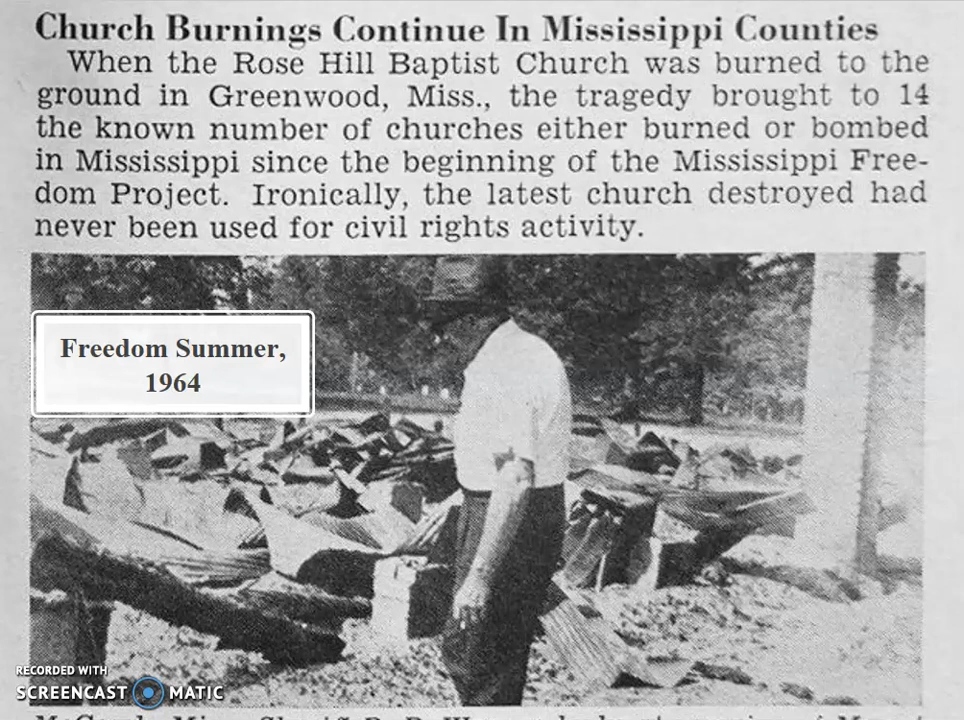 Church Burnings Continue In Mississippi Counties
When the Rose Hill Baptist Church was burned to the
ground in Greenwood, Miss., the tragedy brought to 14
the known number of churches either burned or bombed
in Mississippi since the beginning of the Mississippi Free-
dom Project. Ironically, the latest church destroyed had
never been used for civil rights activity.
Freedom Summer,
1964
RECORDED WITH
SCREENCAST MATIC